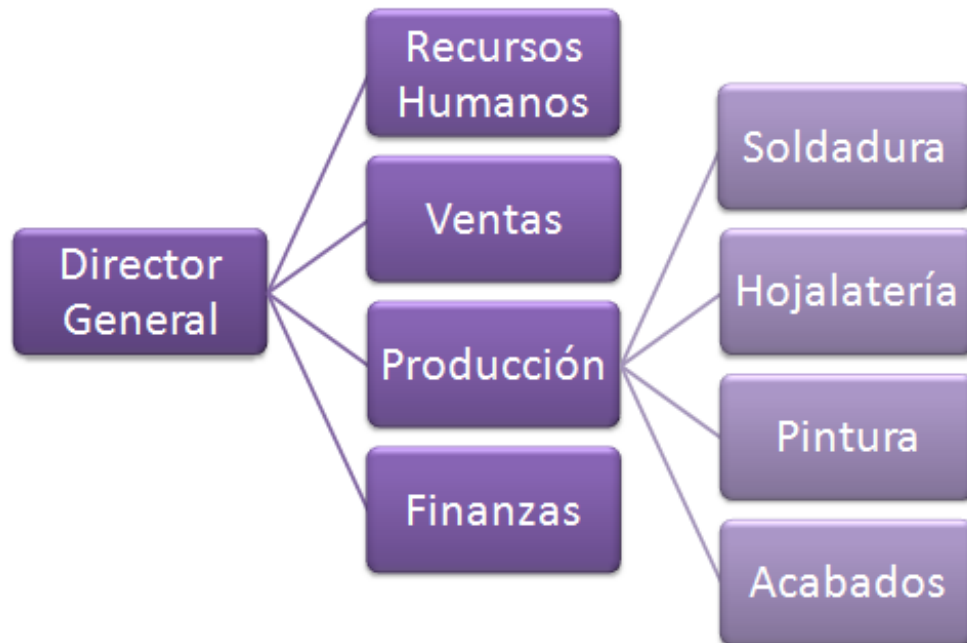 Director
General
Recursos
Humanos
Ventas
Producción
Finanzas
Soldadura
Hojalatería
Pintura
Acabados